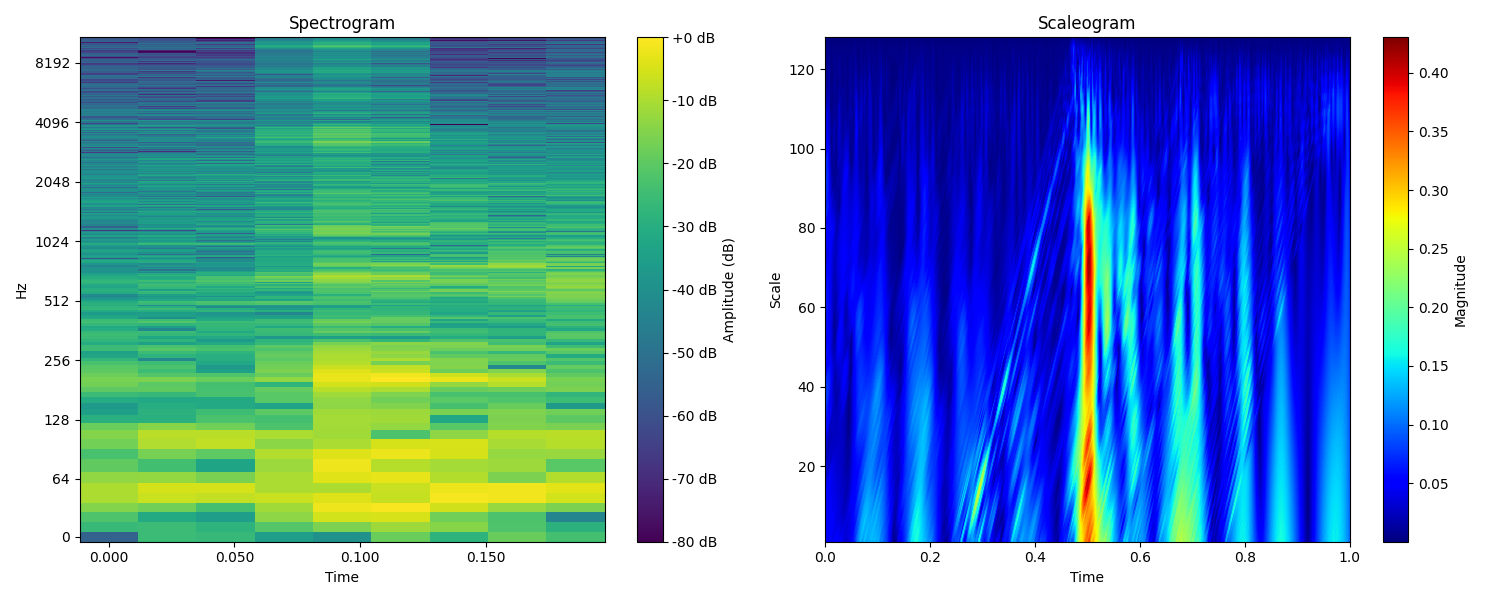 Spectrogram
Hz
8192
4096
2048
1024
512
256
128
64
0
0.000 0.050 0.100 0.150
Time
+0 dB
-10 dB
-20 dB
-30 dB
-40 dB
-50 dB
-60 dB
-70 dB
-80 dB
Amplitude (dB)
Scaleogram
Scale
120
100
80
60
40
20
0.0 0.2 0.4 0.6 0.8 1.0
Time
0.40
0.35
0.30
0.25
0.20
0.15
0.10
0.05
Magnitude